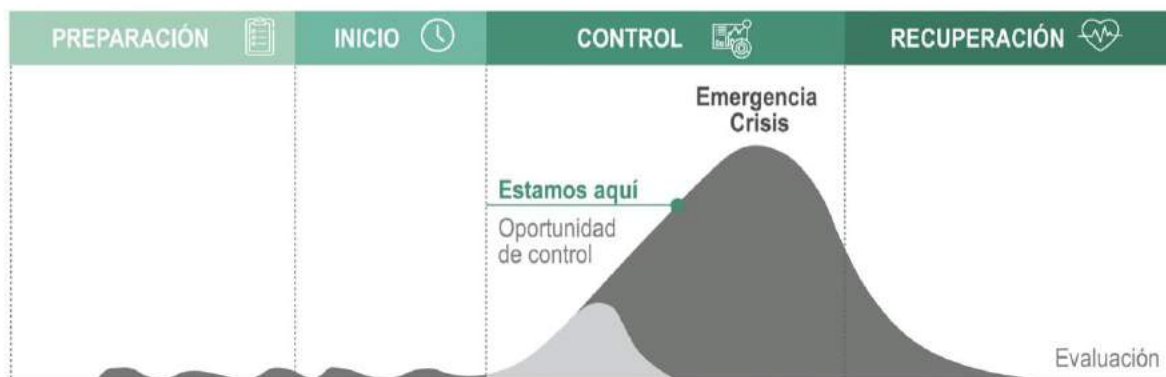 PREPARACIÓN
INICIO
CONTROL
RECUPERACIÓN
Emergencia
Crisis
Estamos aquí
Oportunidad
de control
Evaluación